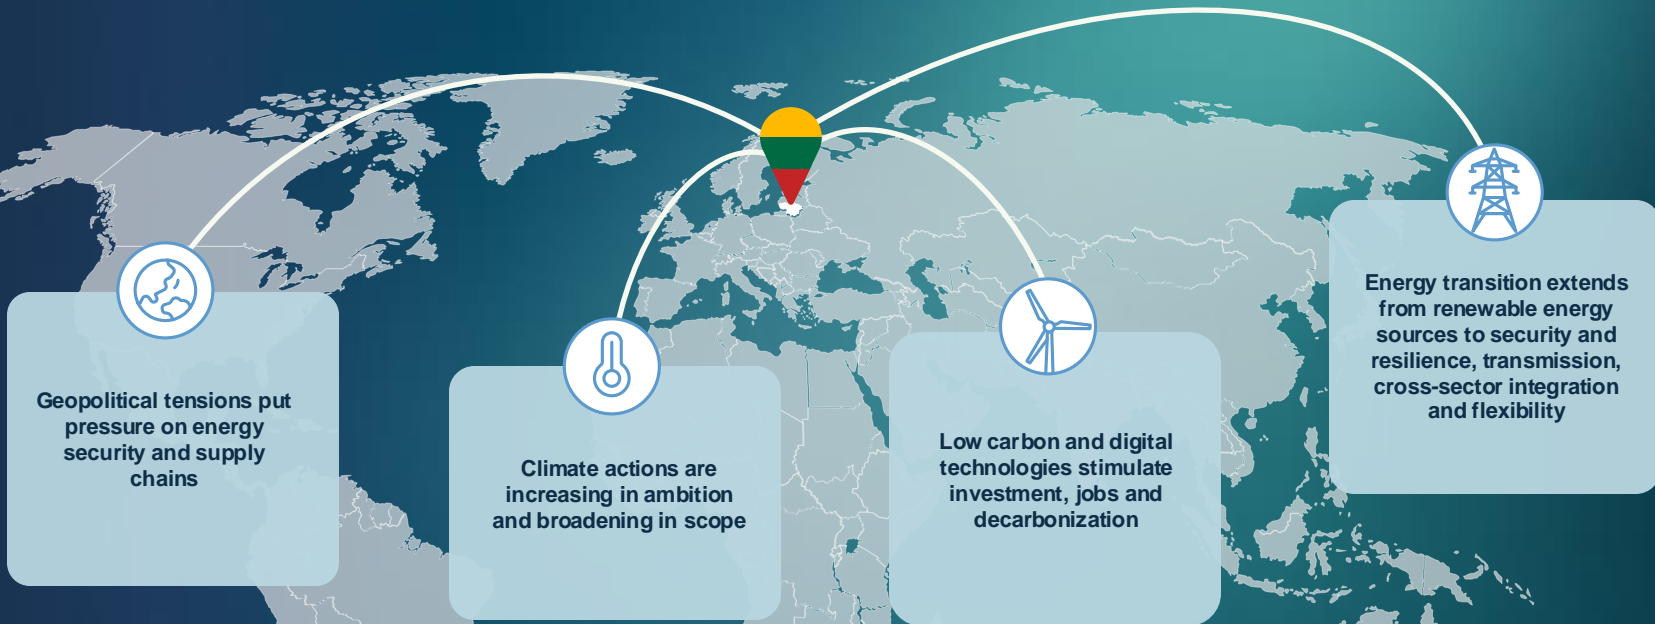 Geopolitical tensions put
pressure on energy
security and supply
chains
Climate actions are
increasing in ambition
and broadening in scope
Low carbon and digital
technologies stimulate
investment, jobs and
decarbonization
Energy transition extends
from renewable energy
sources to security and
resilience, transmission,
cross-sector integration
and flexibility